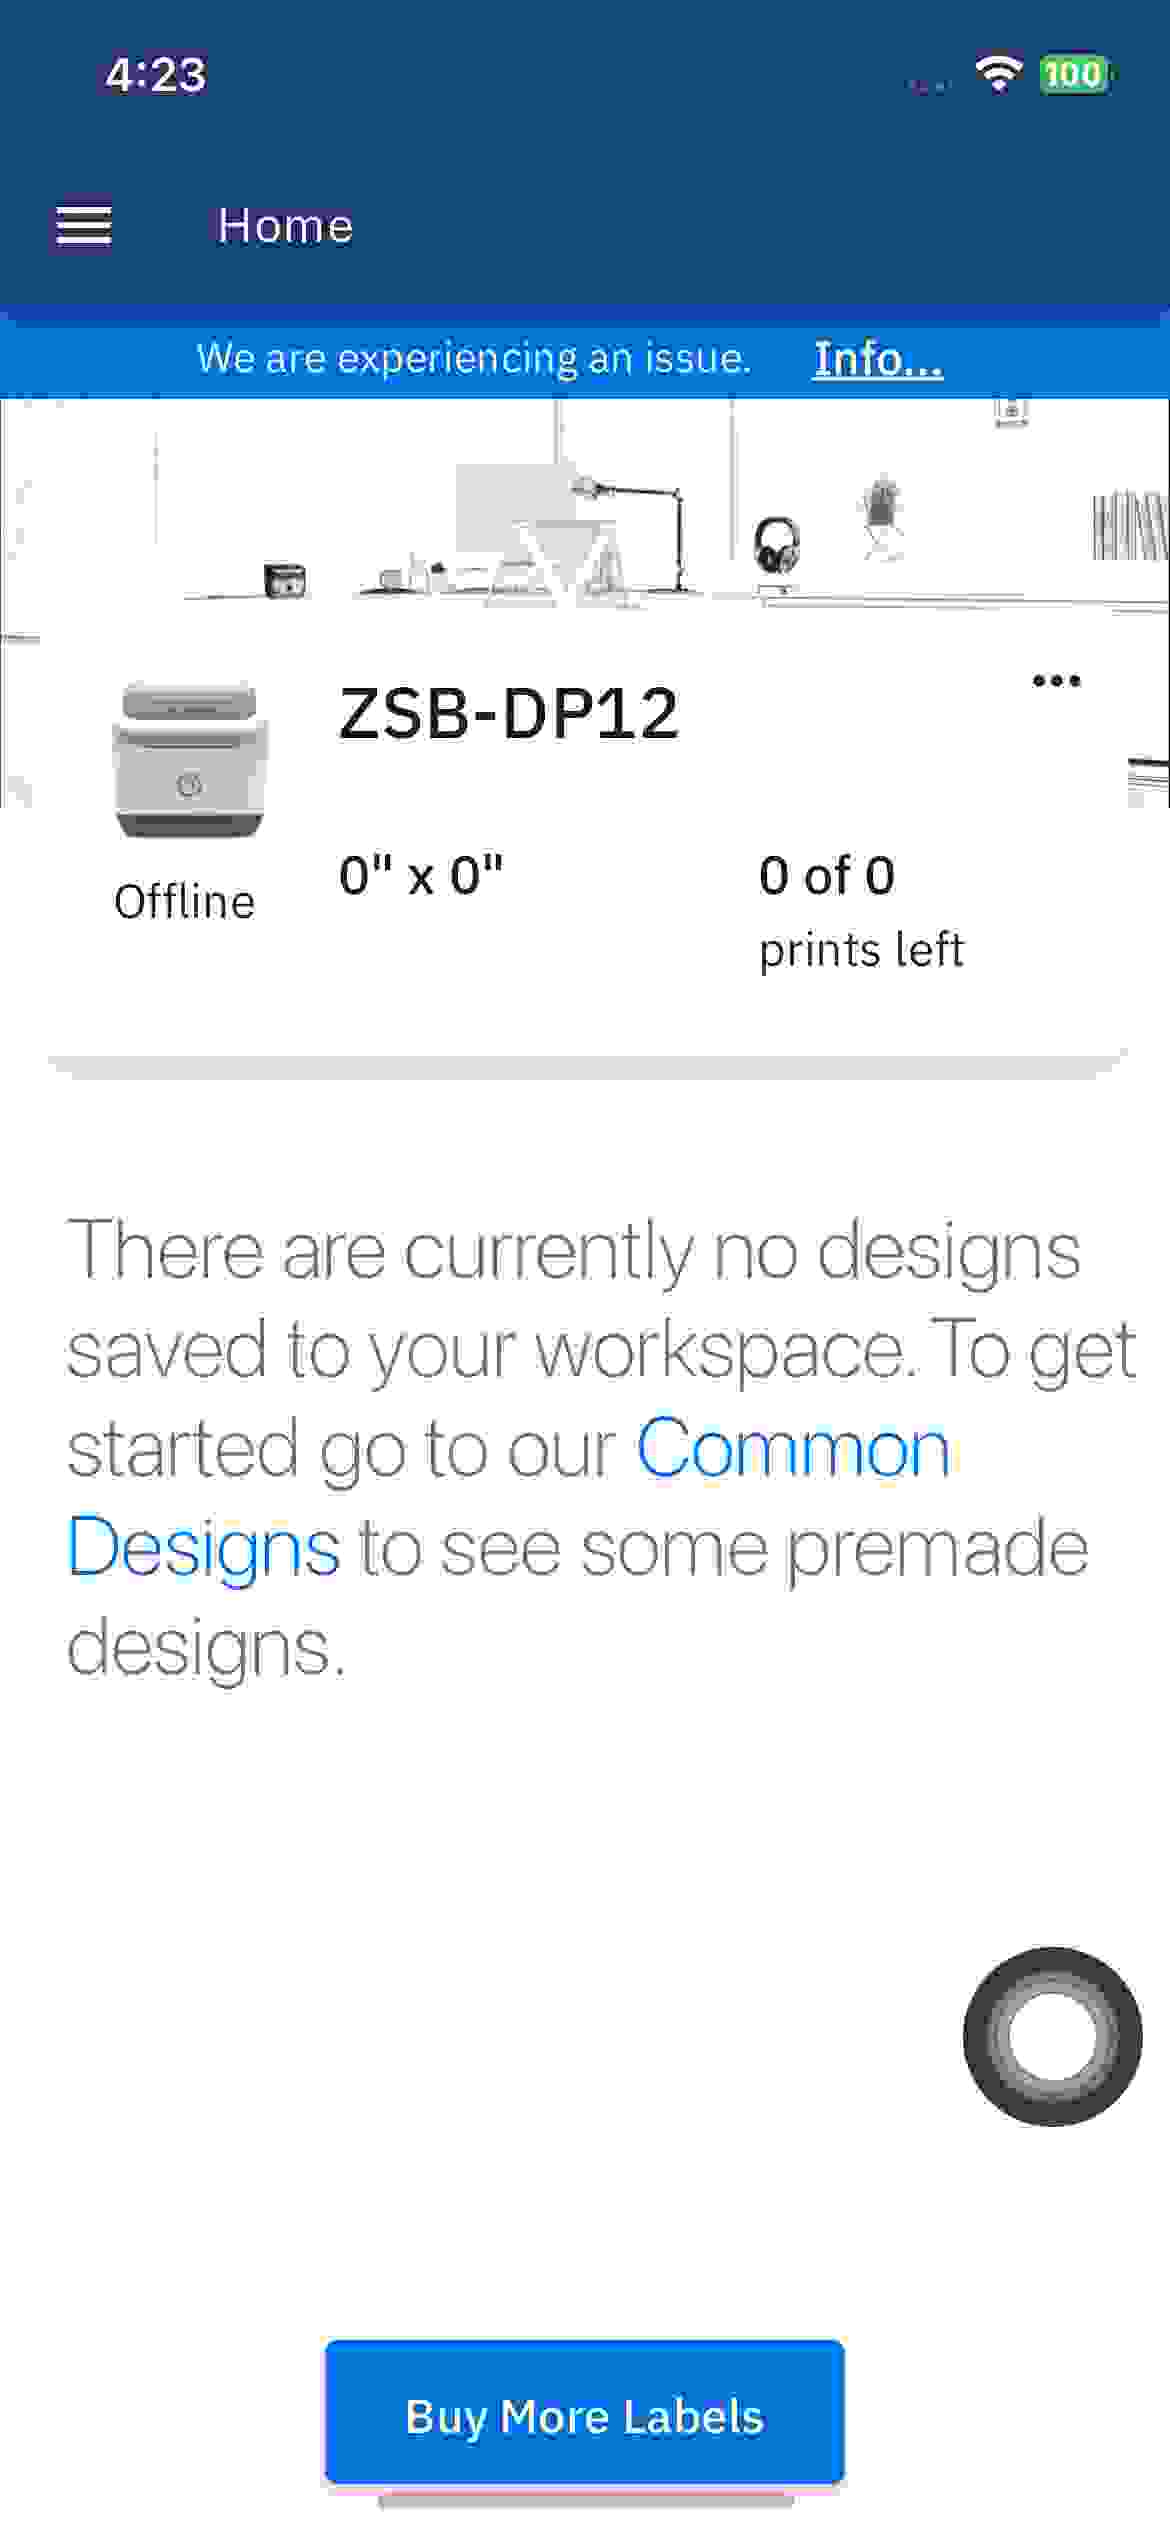 4:23
100
Home
We are experiencing an issue. Info...
ZSB-DP12
0" x 0"
0 of 0
Offline
prints left
There are currently no designs
saved to your workspace. To get
started go to our Common
Designs to see some premade
designs.
Buy More Labels